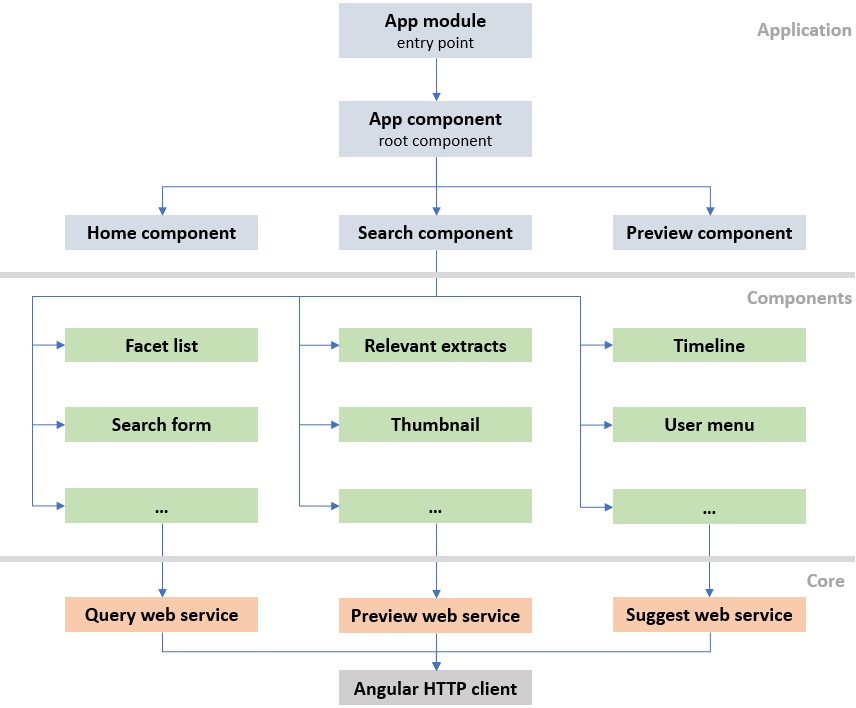 App module
entry point
Application
App component
root component
Home component
Search component
Preview component
Components
Facet list
Relevant extracts
Timeline
Search form
Thumbnail
User menu
...
...
...
Core
Query web service
Preview web service
Suggest web service
Angular HTTP client